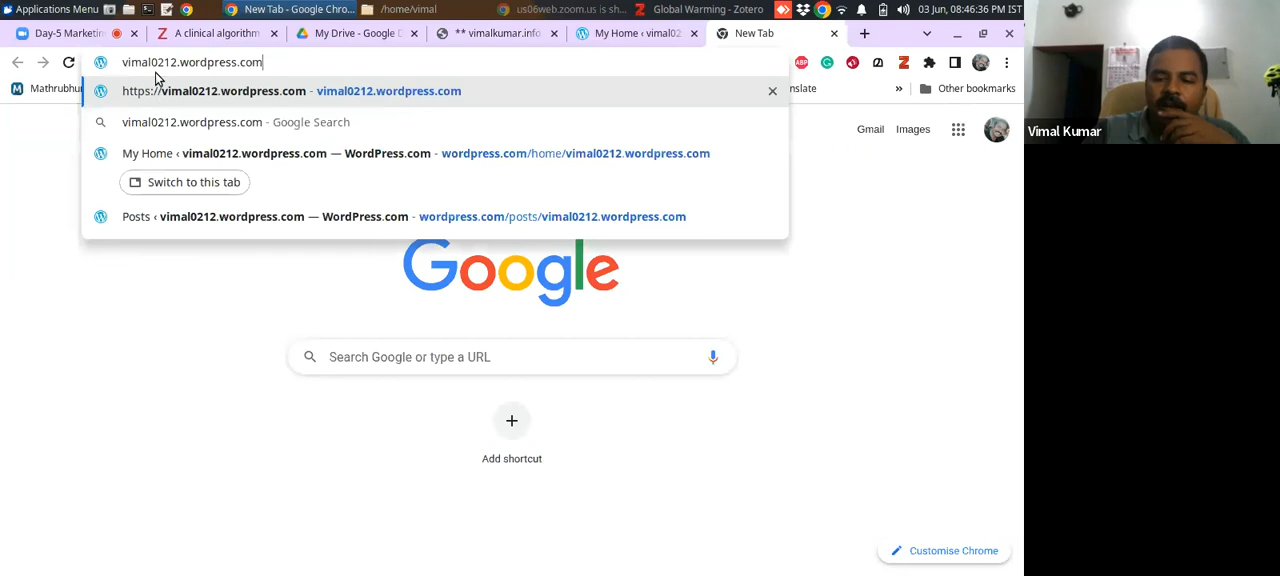 Applications Menu New Tab - Google Chro... /home/vimal us06web.zoom.us is sh... Global Warming - Zotero 03 Jun, 08:46:36 PM IST
Day-5 Marketin A clinical algorithm My Drive - Google D ** vimalkumar.info My Home ‹ vimal02 New Tab
vimal0212.wordpress.com ABP
https://vimal0212.wordpress.com - vimal0212.wordpress.com
Mathrubhu nslate » Other bookmarks
vimal0212.wordpress.com - Google Search
Gmail Images
Vimal Kumar
My Home ‹ vimal0212.wordpress.com — WordPress.com - wordpress.com/home/vimal0212.wordpress.com
Switch to this tab
Posts ‹ vimal0212.wordpress.com — WordPress.com - wordpress.com/posts/vimal0212.wordpress.com
Google
Search Google or type a URL
Add shortcut
Customise Chrome